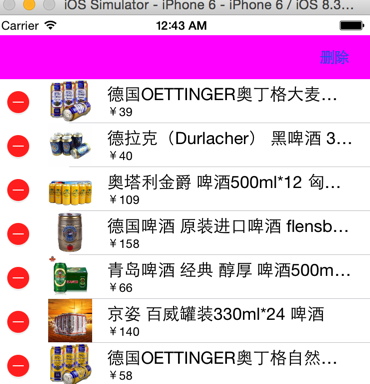 iOS Simulator - iPhone 6 - iPhone 6 / iOS 8.3...
Carrier 12:43 AM
删除
德国OETTINGER奥丁格大麦...
¥39
德拉克（Durlacher） 黑啤酒 3...
¥40
奥塔利金爵 啤酒500ml*12 匈...
¥109
德国啤酒 原装进口啤酒 flensb...
¥158
青岛啤酒 经典 醇厚 啤酒500m...
¥66
京姿 百威罐装330ml*24 啤酒
¥140
德国OETTINGER奥丁格自然...
¥58